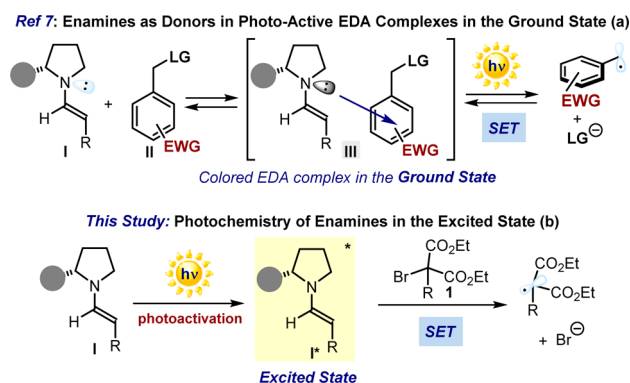 Ref 7: Enamines as Donors in Photo-Active EDA Complexes in the Ground State (a)
LG
LG
N
N
hν
H
+
H
EWG
EWG
SET
+
R
EWG
R
EWG
LG⊖
I
II
III
Colored EDA complex in the Ground State
This Study: Photochemistry of Enamines in the Excited State (b)
*
hν
CO2Et
Br
CO2Et
CO2Et
N
N
R
1
CO2Et
H
photoactivation
H
SET
R
R
R
+ Br⊖
I
I*
Excited State